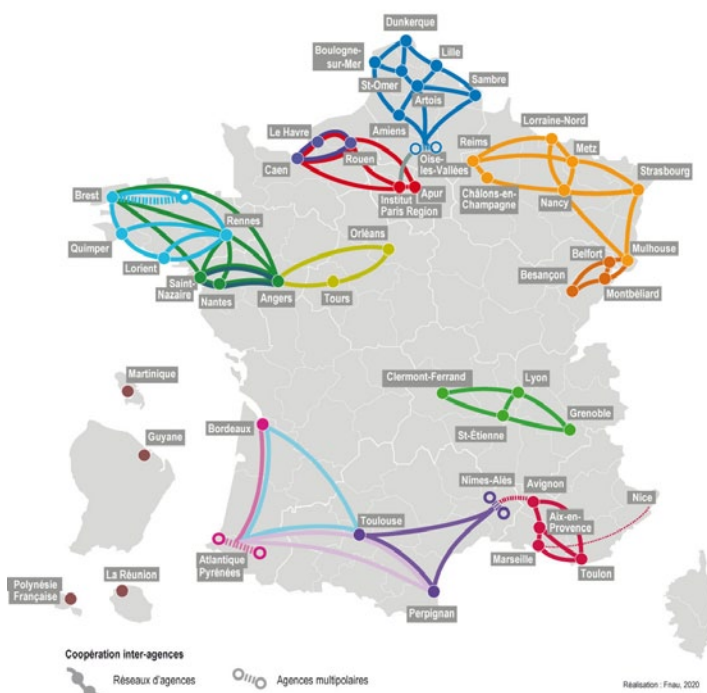 Dunkerque
Boulogne-
sur-Mer
Lille
St-Omer
Sambre
Artois
Amiens
Lorraine-Nord
Le Havre
Reims
Metz
Rouen
Oise-
les-Vallées
Caen
Strasbourg
Institut
Paris Region
Apur
Châlons-en-
Champagne
Nancy
Brest
Rennes
Orléans
Quimper
Lorient
Belfort
Mulhouse
Besançon
Saint-
Nazaire
Nantes
Angers
Tours
Montbéliard
Martinique
Clermont-Ferrand
Lyon
Bordeaux
Grenoble
St-Étienne
Guyane
Nîmes-Alès
Avignon
Nice
Toulouse
Aix-en-
Provence
Atlantique
Pyrénées
Marseille
Toulon
La Réunion
Polynésie
Française
Perpignan
Coopération inter-agences
Réseaux d'agences
Agences multipolaires
Réalisation : Fnau, 2020